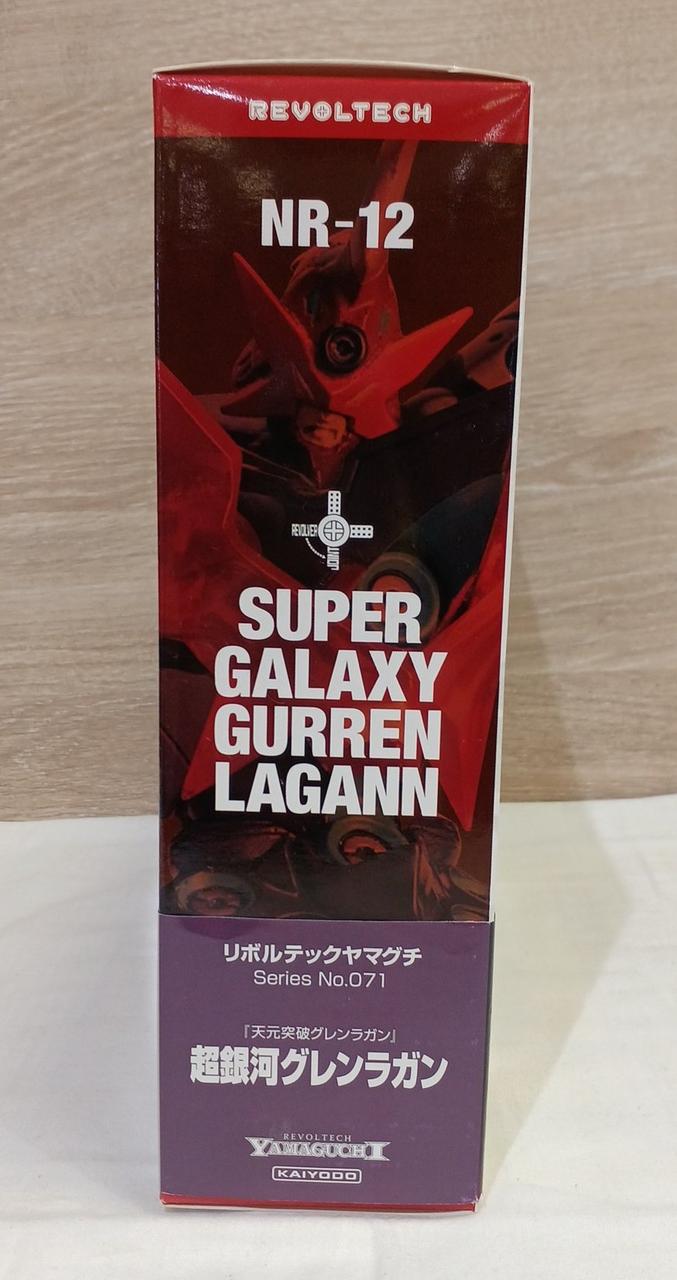 REVOLTECH
NR-12
REVOLVER
JOINT
SUPER
GALAXY
GURREN
LAGANN
リボルテックヤマグチ
Series No.071
『天元突破グレンラガン』
超銀河グレンラガン
REVOLTECH
YAMAGUCHI
KAIYODO